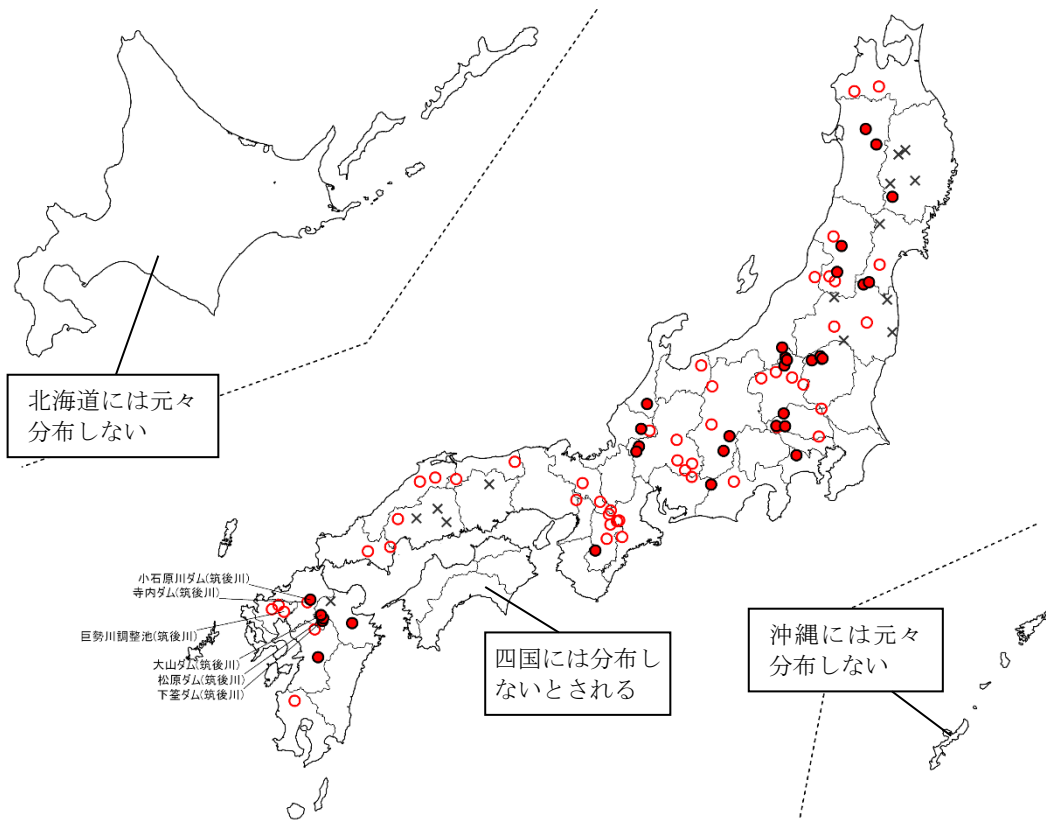 北海道には元々
分布しない
小石原川ダム(筑後川)
寺内ダム(筑後川)
巨勢川調整池(筑後川)
大山ダム(筑後川)
松原ダム(筑後川)
下筌ダム(筑後川)
四国には分布し
ないとされる
沖縄には元々
分布しない